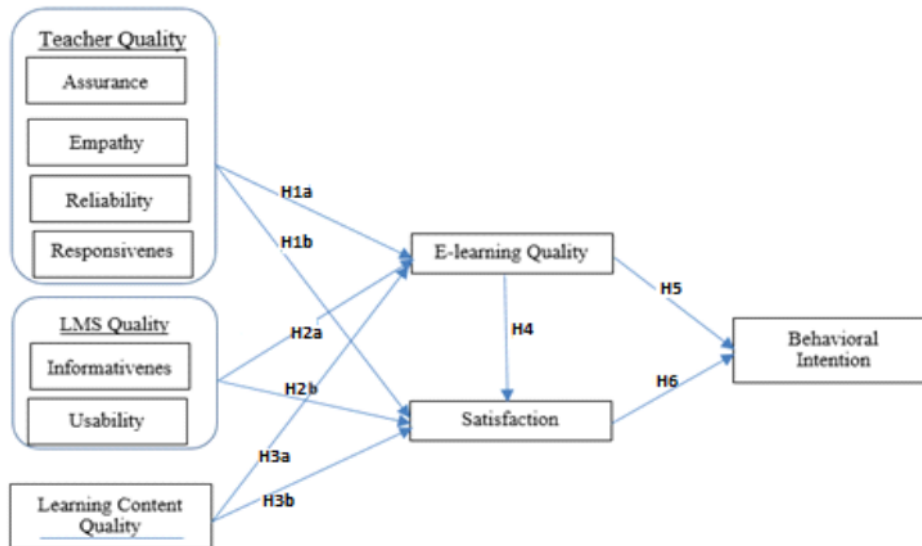 Teacher Quality
Assurance
Empathy
Reliability
Responsivenes
H1a
H1b
E-learning Quality
H5
LMS Quality
Informativenes
Usability
H2a
H2b
H4
Behavioral
Intention
H6
Satisfaction
H3a
H3b
Learning Content
Quality